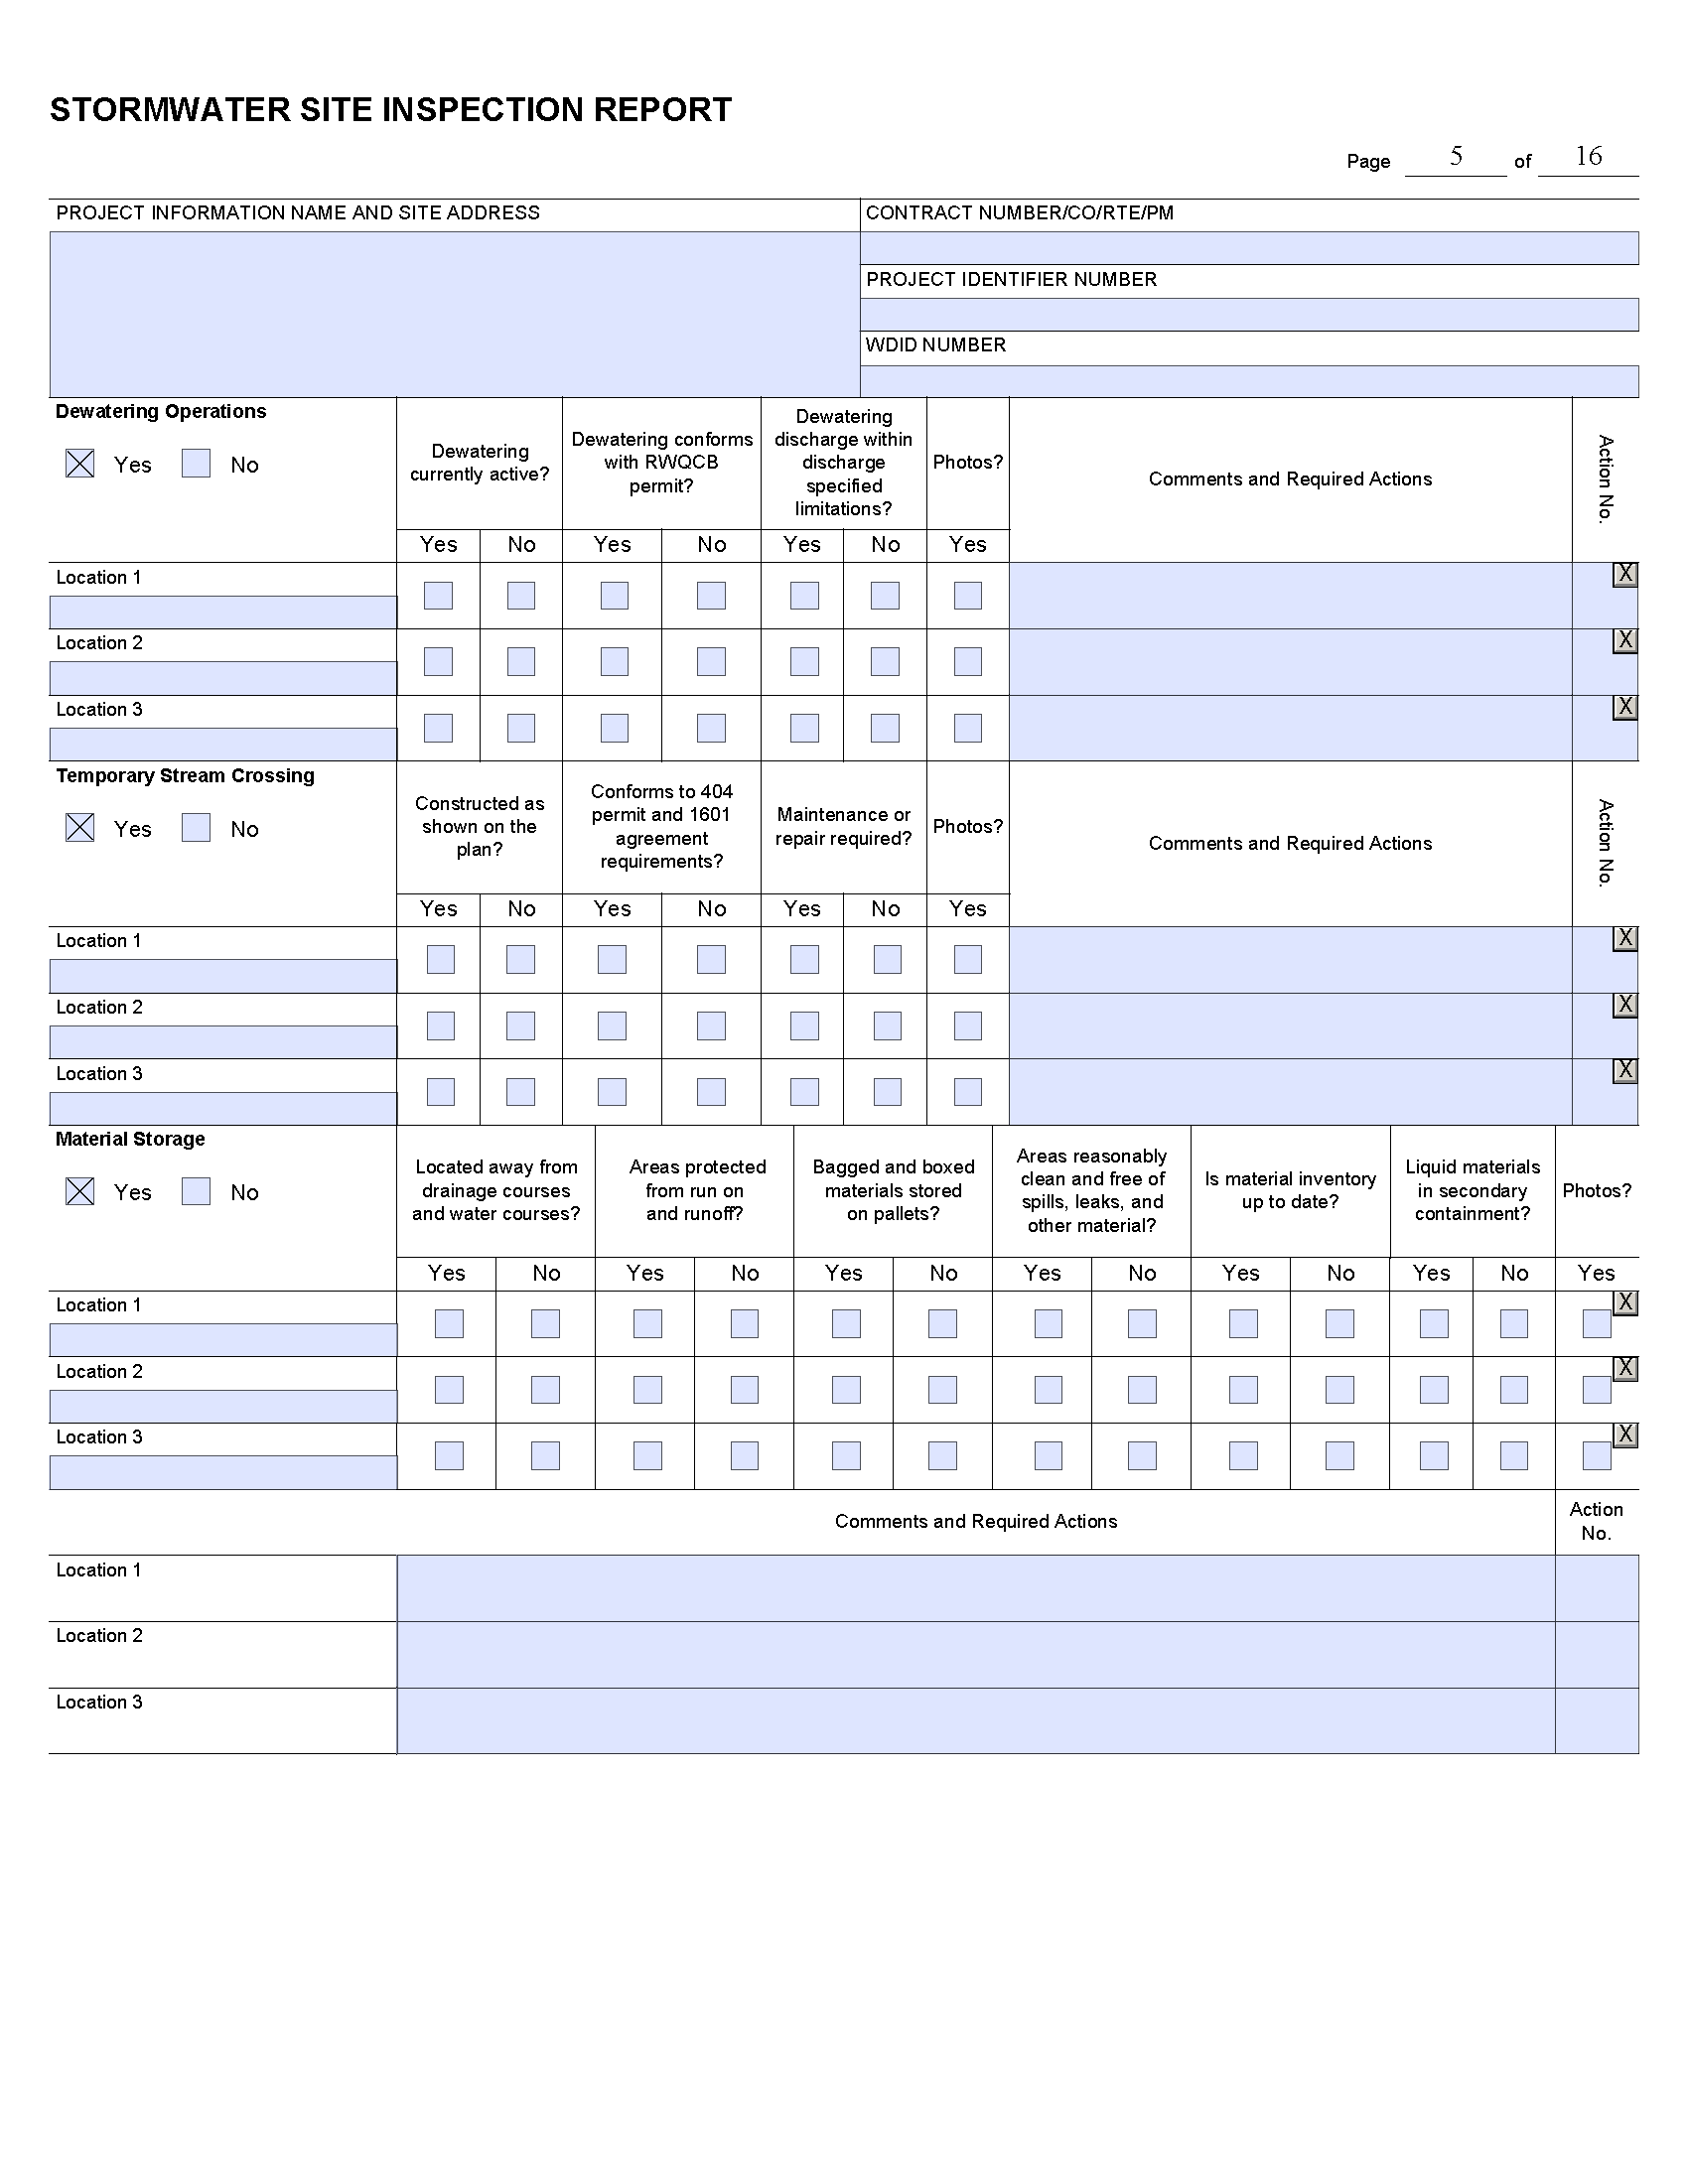 STORMWATER SITE INSPECTION REPORT
Page 5 of 16
PROJECT INFORMATION NAME AND SITE ADDRESS
CONTRACT NUMBER/CO/RTE/PM
PROJECT IDENTIFIER NUMBER
WDID NUMBER
Dewatering Operations
Yes No
Dewatering
currently active?
Dewatering conforms
with RWQCB
permit?
Dewatering
discharge within
discharge
specified
limitations?
Photos?
Comments and Required Actions
Action No.
Yes No Yes No Yes No Yes
Location 1
X
Location 2
X
Location 3
X
Temporary Stream Crossing
Yes No
Constructed as
shown on the
plan?
Conforms to 404
permit and 1601
agreement
requirements?
Maintenance or
repair required?
Photos?
Comments and Required Actions
Action No.
Yes No Yes No Yes No Yes
Location 1
X
Location 2
X
Location 3
X
Material Storage
Yes No
Located away from
drainage courses
and water courses?
Areas protected
from run on
and runoff?
Bagged and boxed
materials stored
on pallets?
Areas reasonably
clean and free of
spills, leaks, and
other material?
Is material inventory
up to date?
Liquid materials
in secondary
containment?
Photos?
Yes No Yes No Yes No Yes No Yes No Yes No Yes
Location 1
X
Location 2
X
Location 3
X
Comments and Required Actions
Action
No.
Location 1
Location 2
Location 3